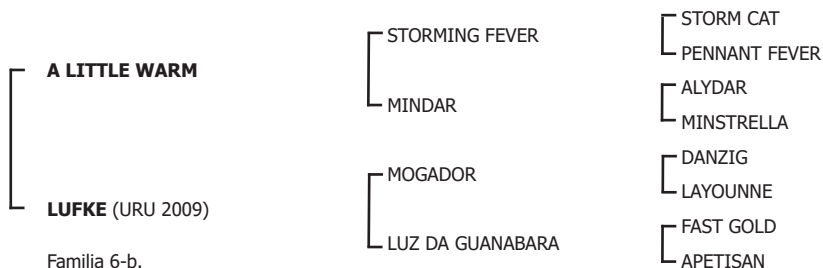 STORM CAT
STORMING FEVER
PENNANT FEVER
A LITTLE WARM
ALYDAR
MINDAR
MINSTRELLA
DANZIG
MOGADOR
LAYOUNNE
LUFKE (URU 2009)
FAST GOLD
LUZ DA GUANABARA
Familia 6-b.
APETISAN